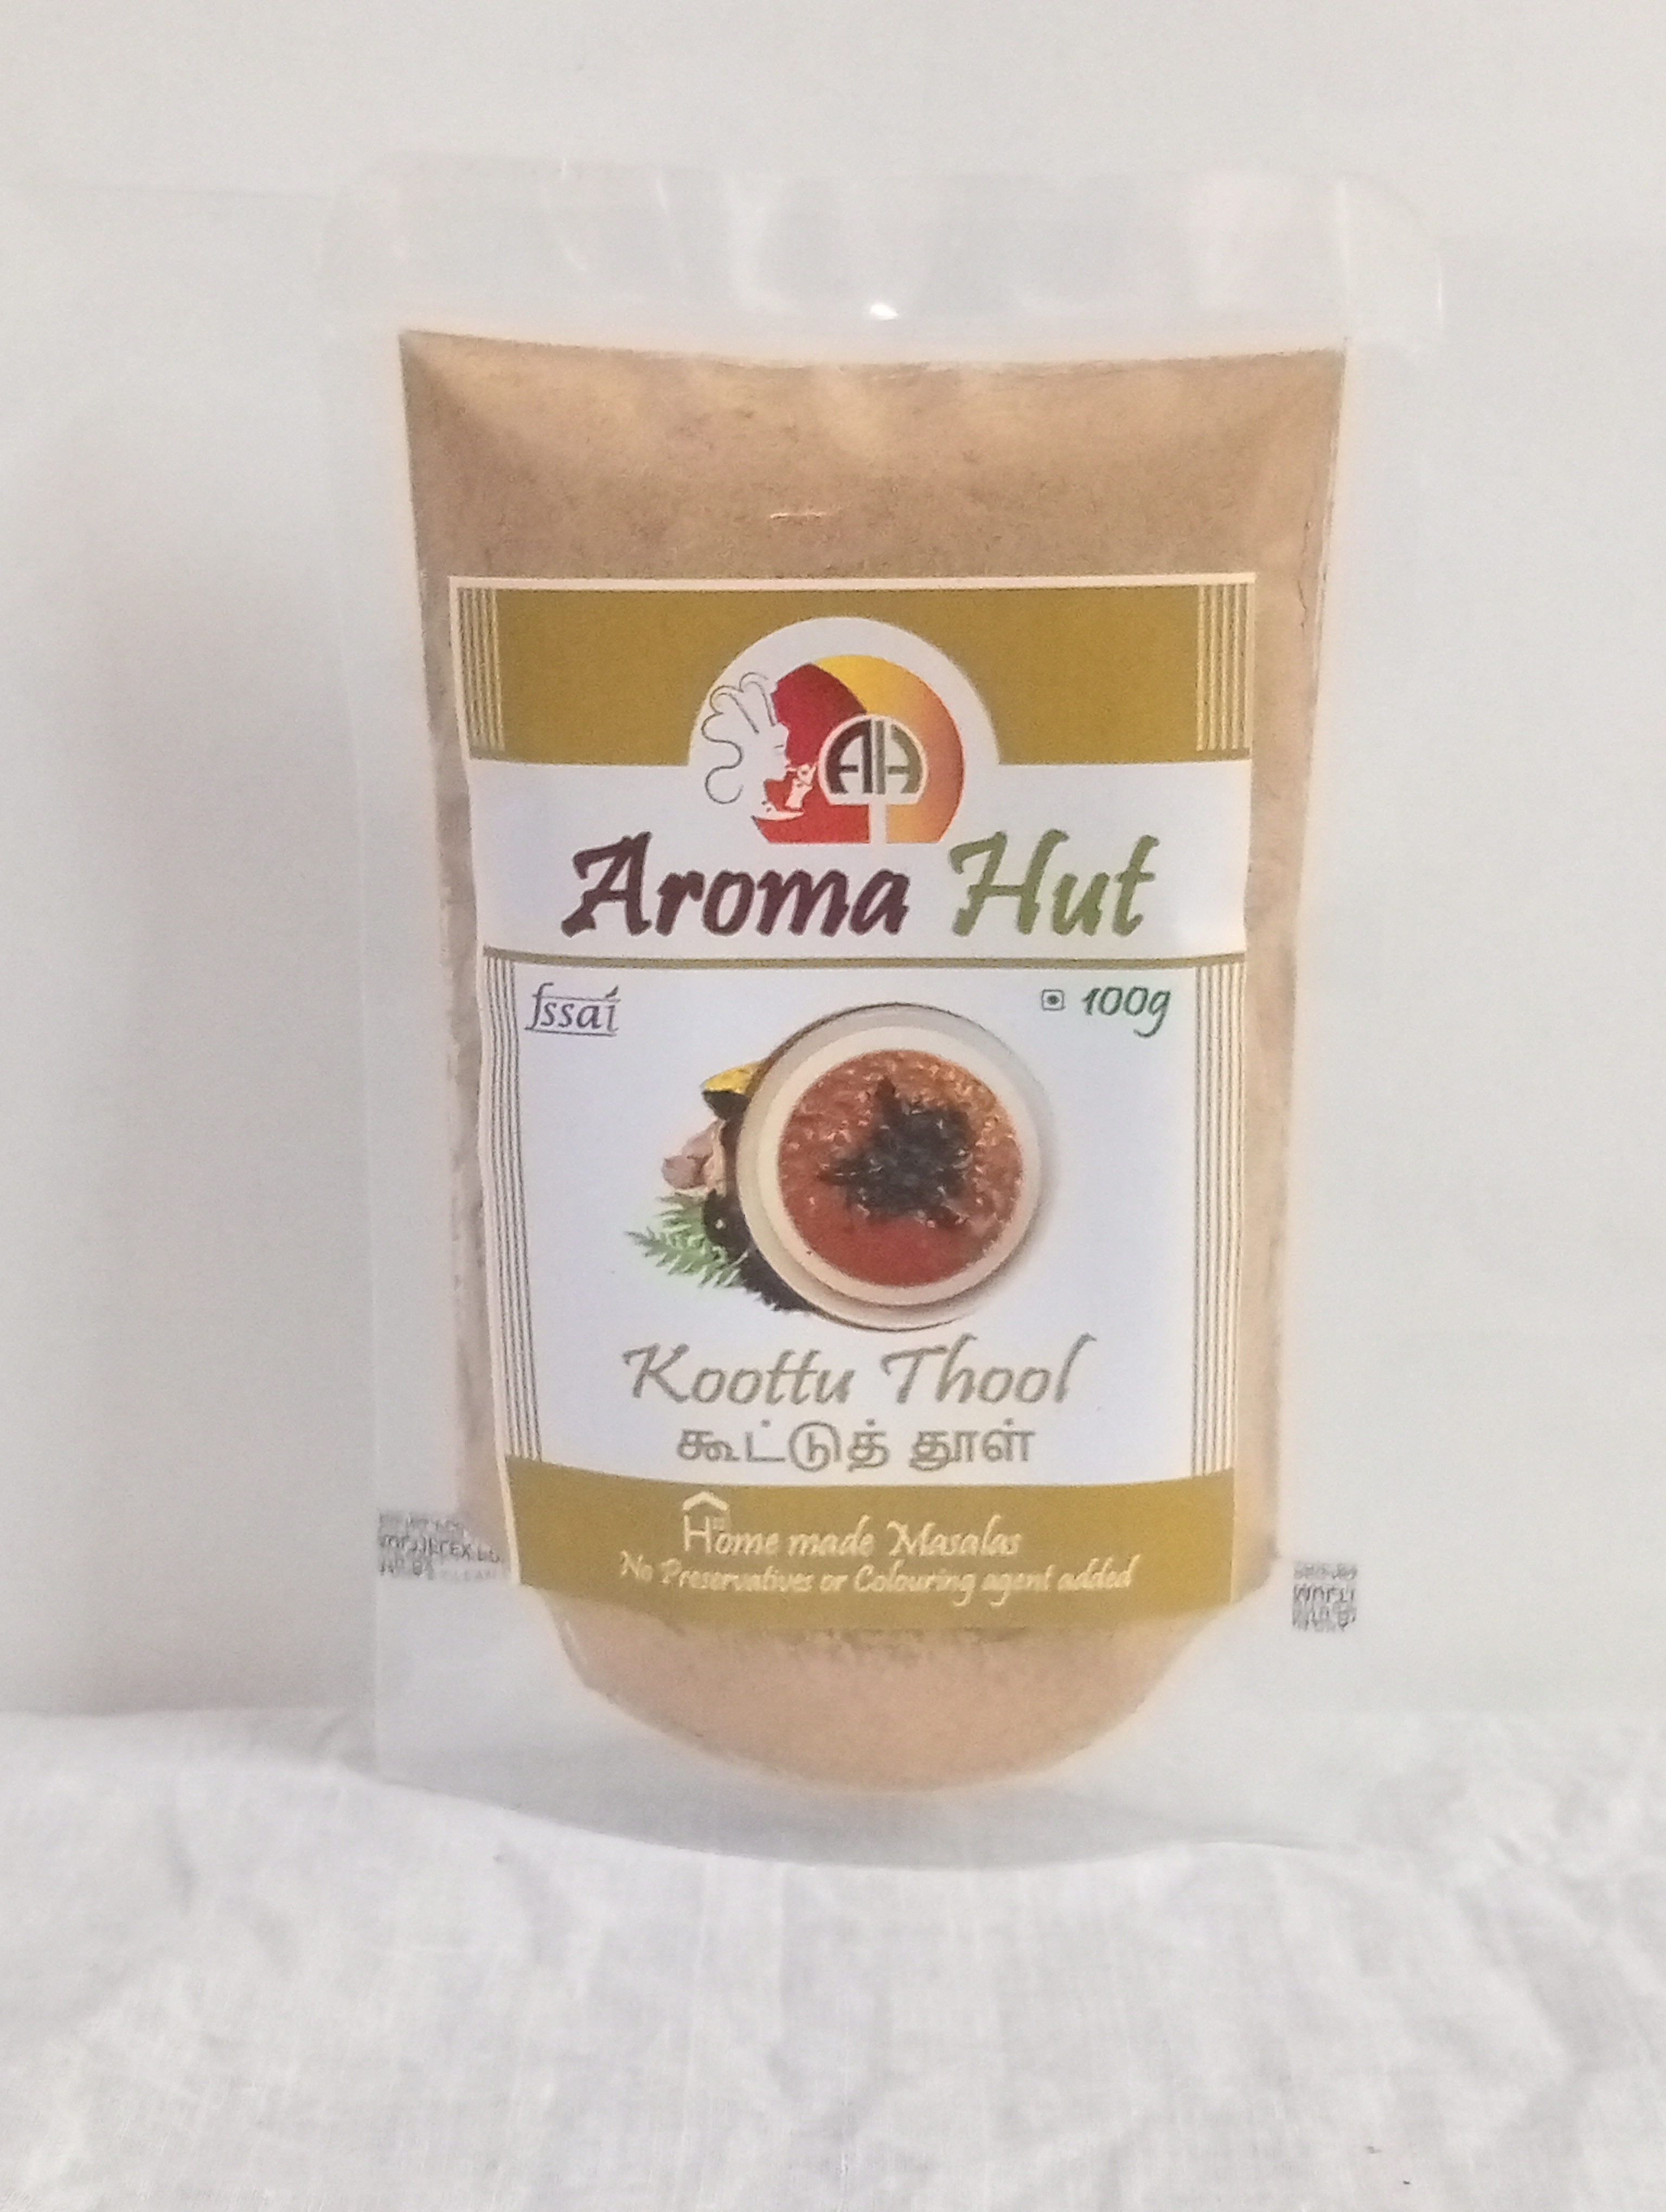 AH
Aroma Hut
fssai
100g
Koottu Thool
கூட்டுத் தூள்
Home made Masalas
No Preservatives or Colouring agent added